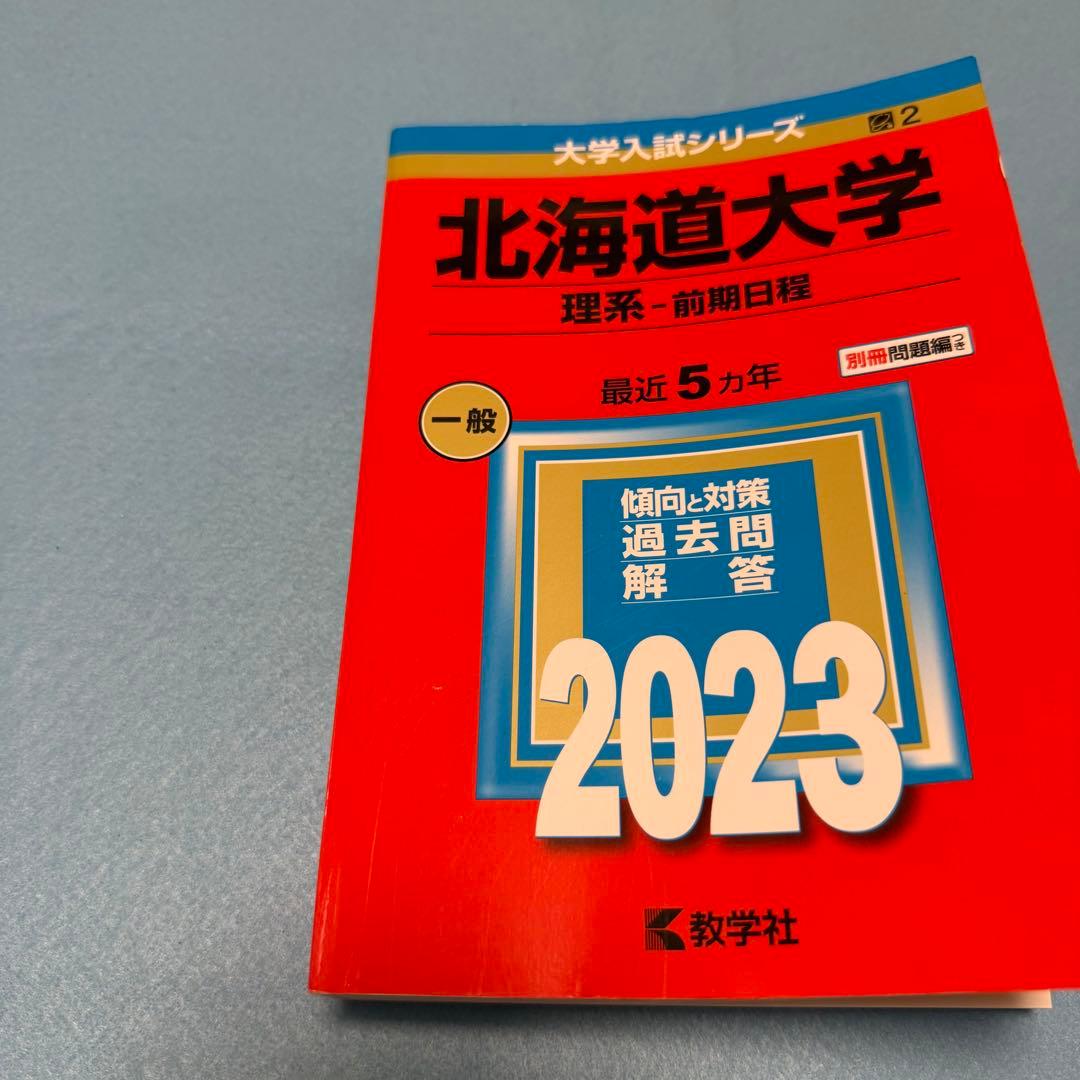 大学入試シリーズ
2
北海道大学
理系-前期日程
最近5ヵ年
別冊問題編つき
一般
傾向と対策
過去問
解答
2023
教学社